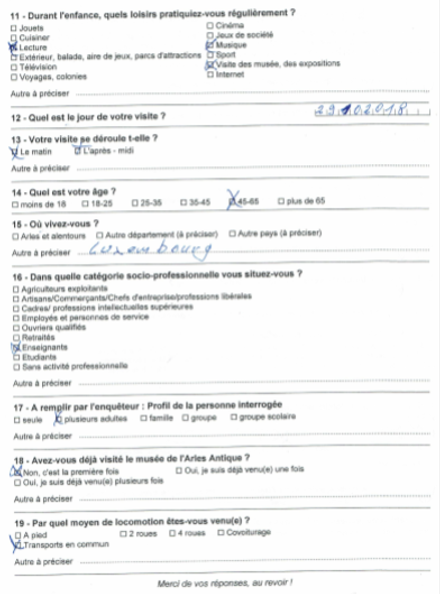 11 - Durant l'enfance, quels loisirs pratiquiez-vous régulièrement ?
☐ Jouets ☐ Cinéma
☐ Cuisiner ☐ Jeux de société
☒ Lecture ☒ Musique
☐ Extérieur, balade, aire de jeux, parcs d'attractions ☐ Sport
☐ Télévision ☒ Visite des musée, des expositions
☐ Voyages, colonies ☐ Internet
Autre à préciser
12 - Quel est le jour de votre visite ?
13 - Votre visite se déroule t-elle ?
☒ Le matin ☒ L'après - midi
Autre à préciser
14 - Quel est votre âge ?
☐ moins de 18 ☐ 18-25 ☐ 25-35 ☐ 35-45 ☒ 45-65 ☐ plus de 65
15 - Où vivez-vous ?
☐ Arles et alentours ☐ Autre département (à préciser) ☐ Autre pays (à préciser)
Autre à préciser Luxembourg
16 - Dans quelle catégorie socio-professionnelle vous situez-vous ?
☐ Agriculteurs exploitants
☐ Artisans/Commerçants/Chefs d'entreprise/professions libérales
☐ Cadres/ professions intellectuelles supérieures
☐ Employés et personnes de service
☐ Ouvriers qualifiés
☐ Retraités
☒ Enseignants
☐ Etudiants
☐ Sans activité professionnelle
Autre à préciser
17 - A remplir par l'enquêteur : Profil de la personne interrogée
☐ seule ☒ plusieurs adultes ☐ famille ☐ groupe ☐ groupe scolaire
Autre à préciser
18 - Avez-vous déjà visité le musée de l'Arles Antique ?
☒ Non, c'est la première fois ☐ Oui, je suis déjà venu(e) une fois
☐ Oui, je suis déjà venu(e) plusieurs fois
Autre à préciser
19 - Par quel moyen de locomotion êtes-vous venu(e) ?
☐ A pied ☐ 2 roues ☐ 4 roues ☐ Covoiturage
☒ Transports en commun
Autre à préciser
Merci de vos réponses, au revoir !